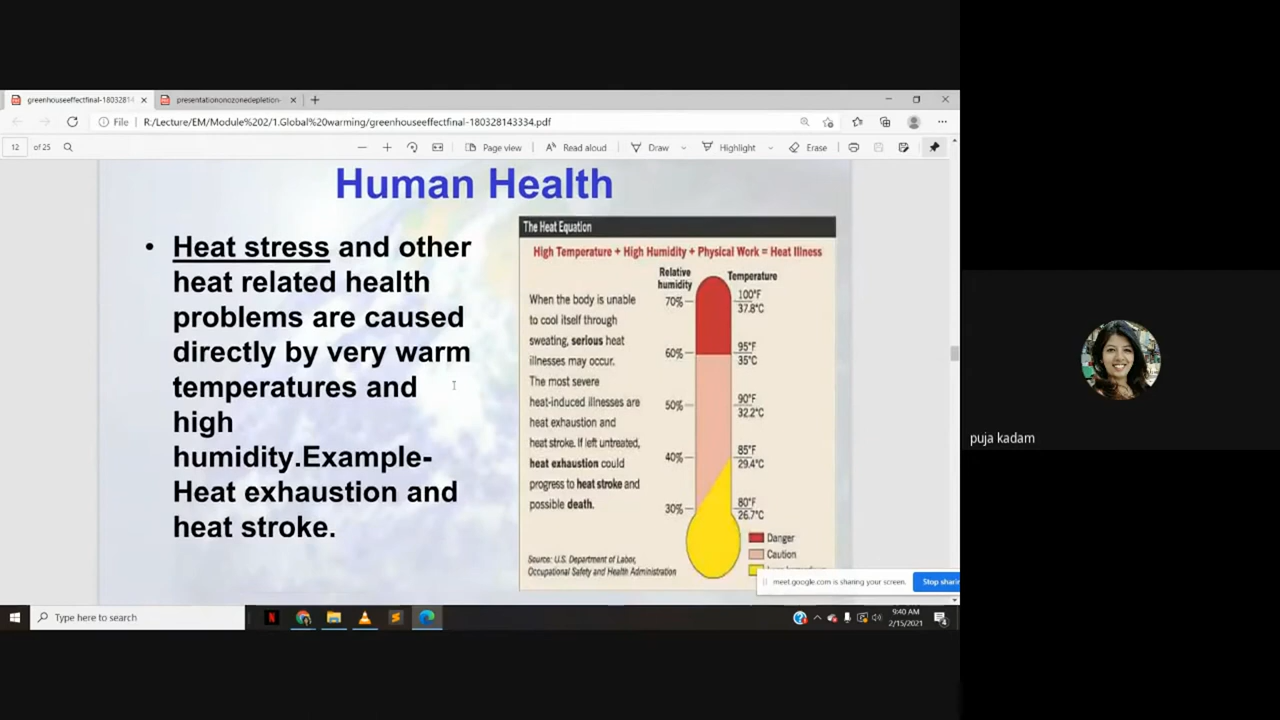 greenhouseeffectfinal-1803281
presentationonozonedepletion-
File
R:/Lecture/EM/Module%202/1.Global%20warming/greenhouseeffectfinal-180328143334.pdf
12 of 25
Page view
Read aloud
Draw
Highlight
Erase
Human Health
• Heat stress and other
heat related health
problems are caused
directly by very warm
temperatures and
high
humidity.Example-
Heat exhaustion and
heat stroke.
The Heat Equation
High Temperature + High Humidity + Physical Work = Heat Illness
Relative
humidity
Temperature
When the body is unable
to cool itself through
sweating, serious heat
illnesses may occur.
The most severe
heat-induced illnesses are
heat exhaustion and
heat stroke. If left untreated,
heat exhaustion could
progress to heat stroke and
possible death.
70%
100°F
37.8°C
60%
95°F
35°C
50%
90°F
32.2°C
40%
85°F
29.4°C
30%
80°F
26.7°C
Danger
Caution
Source: U.S. Department of Labor,
Occupational Safety and Health Administration
meet.google.com is sharing your screen.
Stop sharin
puja kadam
Type here to search
9:40 AM
2/15/2021